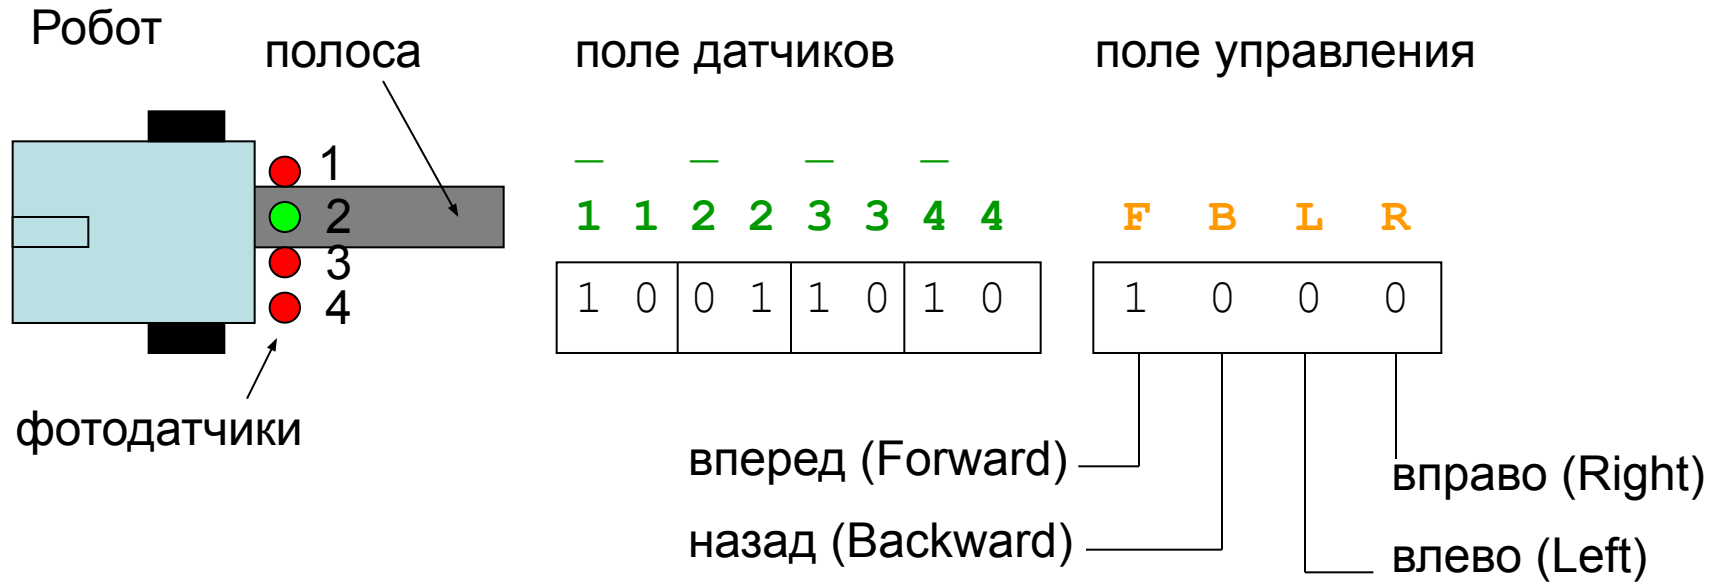 Робот
полоса
поле датчиков
поле управления
1
2
3
4
фотодатчики
1̅ 1 2̅ 2 3̅ 3 4̅ 4
1 0 0 1 1 0 1 0
F B L R
1 0 0 0
вперед (Forward)
назад (Backward)
вправо (Right)
влево (Left)